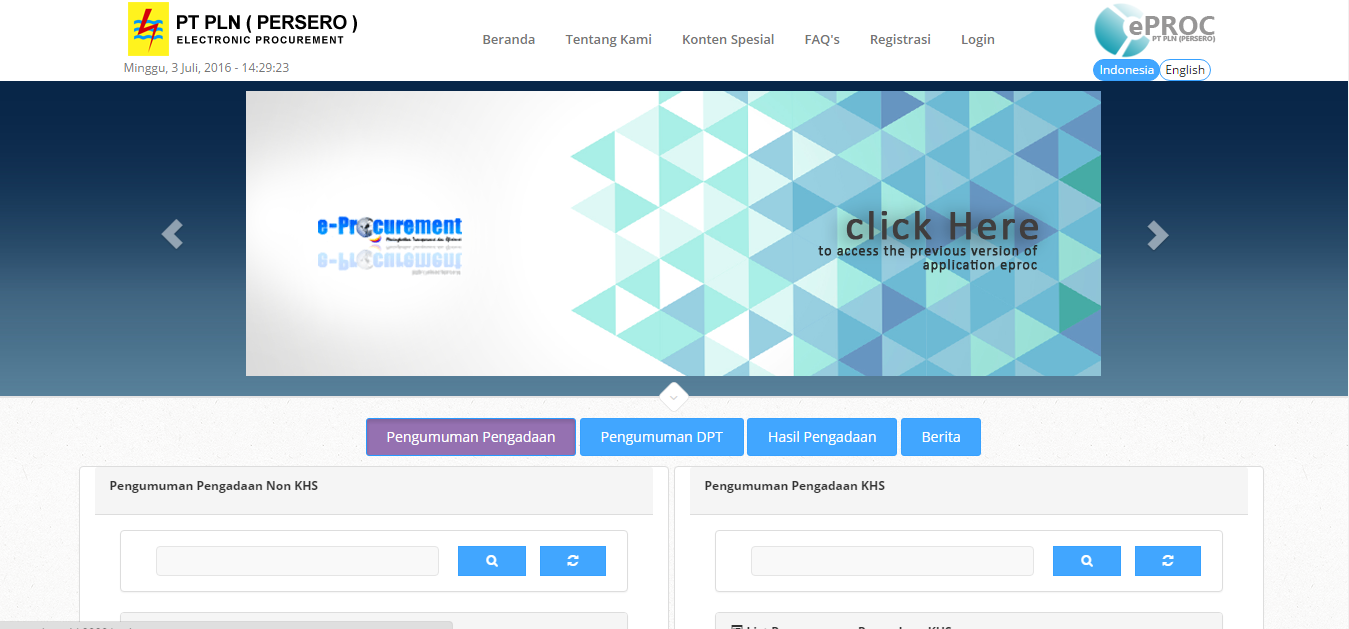 PT PLN ( PERSERO )
ELECTRONIC PROCUREMENT
Minggu, 3 Juli, 2016 - 14:29:23
Beranda Tentang Kami Konten Spesial FAQ's Registrasi Login
ePROC
PT PLN (PERSERO)
Indonesia English
e-Procurement
click Here
to access the previous version of
application eproc
Pengumuman Pengadaan Pengumuman DPT Hasil Pengadaan Berita
Pengumuman Pengadaan Non KHS
Pengumuman Pengadaan KHS